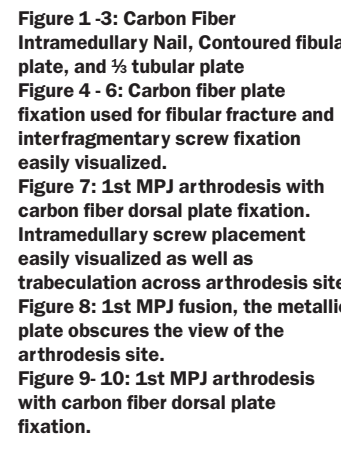 Figure 1 -3: Carbon Fiber
Intramedullary Nail, Contoured fibula
plate, and ⅓ tubular plate
Figure 4 - 6: Carbon fiber plate
fixation used for fibular fracture and
interfragmentary screw fixation
easily visualized.
Figure 7: 1st MPJ arthrodesis with
carbon fiber dorsal plate fixation.
Intramedullary screw placement
easily visualized as well as
trabeculation across arthrodesis site
Figure 8: 1st MPJ fusion, the metallic
plate obscures the view of the
arthrodesis site.
Figure 9- 10: 1st MPJ arthrodesis
with carbon fiber dorsal plate
fixation.